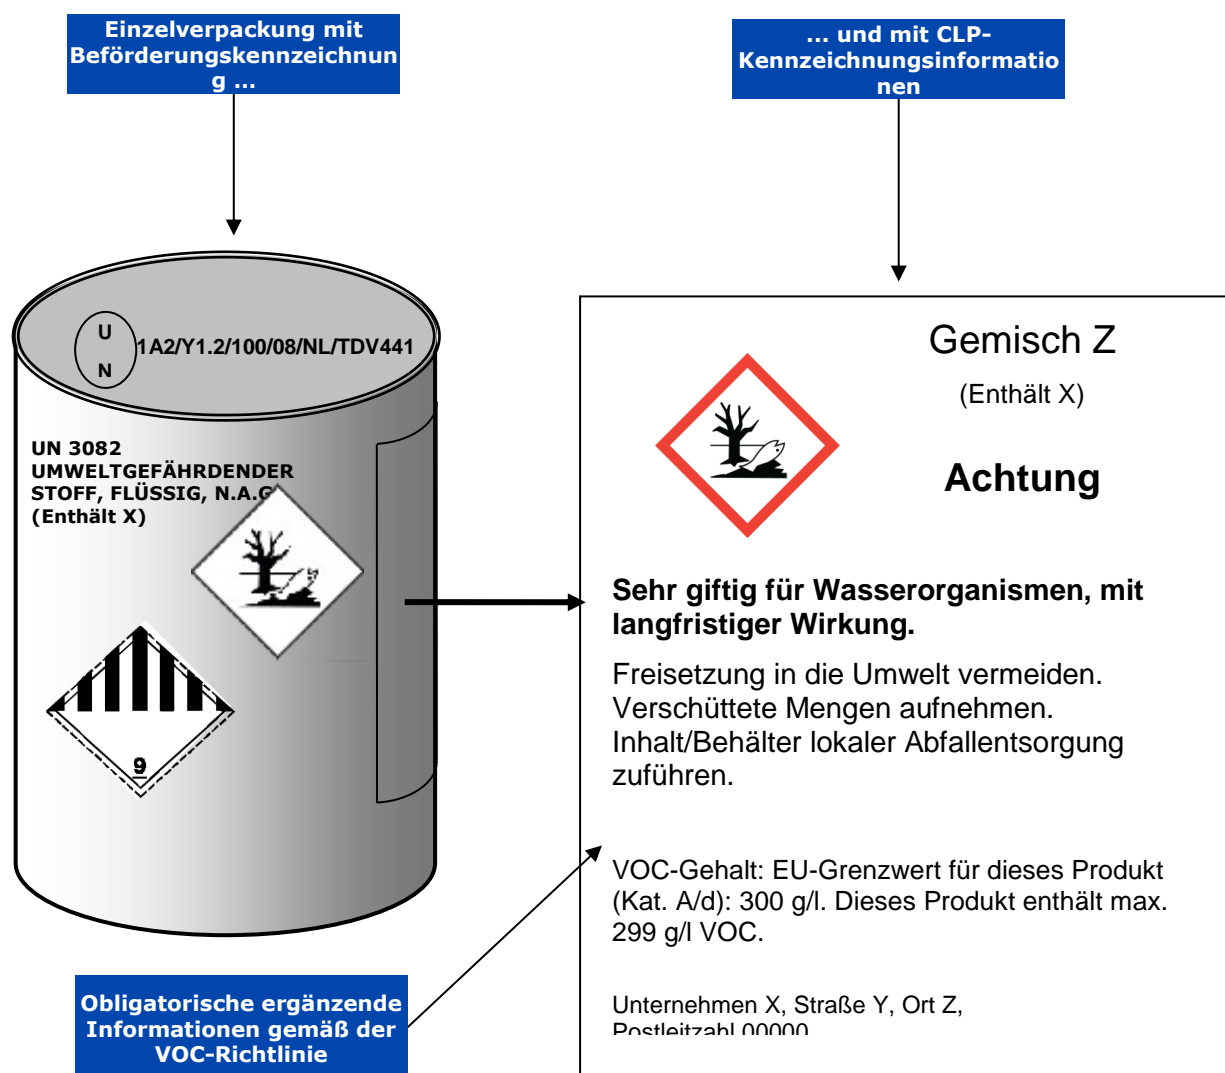 Einzelverpackung mit
Beförderungskennzeichnun
g ...
... und mit CLP-
Kennzeichnungsinformatio
nen
U
N
1A2/Y1.2/100/08/NL/TDV441
UN 3082
UMWELTGEFÄHRDENDER
STOFF, FLÜSSIG, N.A.G
(Enthält X)
9
Gemisch Z
(Enthält X)
Achtung
Sehr giftig für Wasserorganismen, mit
langfristiger Wirkung.
Freisetzung in die Umwelt vermeiden.
Verschüttete Mengen aufnehmen.
Inhalt/Behälter lokaler Abfallentsorgung
zuführen.
VOC-Gehalt: EU-Grenzwert für dieses Produkt
(Kat. A/d): 300 g/l. Dieses Produkt enthält max.
299 g/l VOC.
Unternehmen X, Straße Y, Ort Z,
Postleitzahl 00000
Obligatorische ergänzende
Informationen gemäß der
VOC-Richtlinie